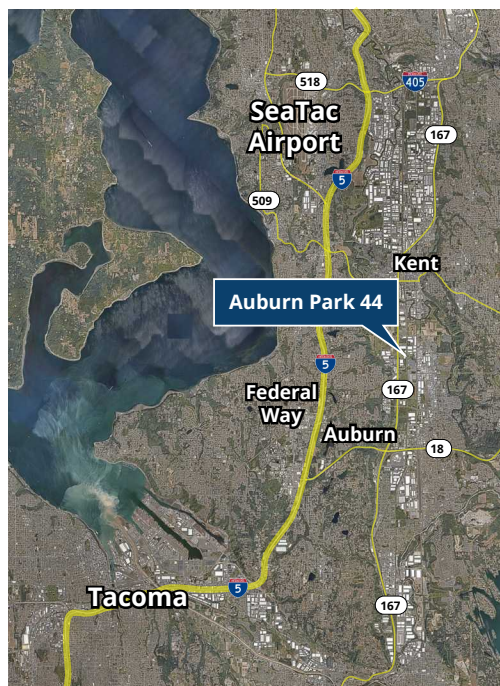 518
405
SeaTac
Airport
167
5
509
Kent
Auburn Park 44
5
Federal
Way
167
Auburn
18
5
Tacoma
167